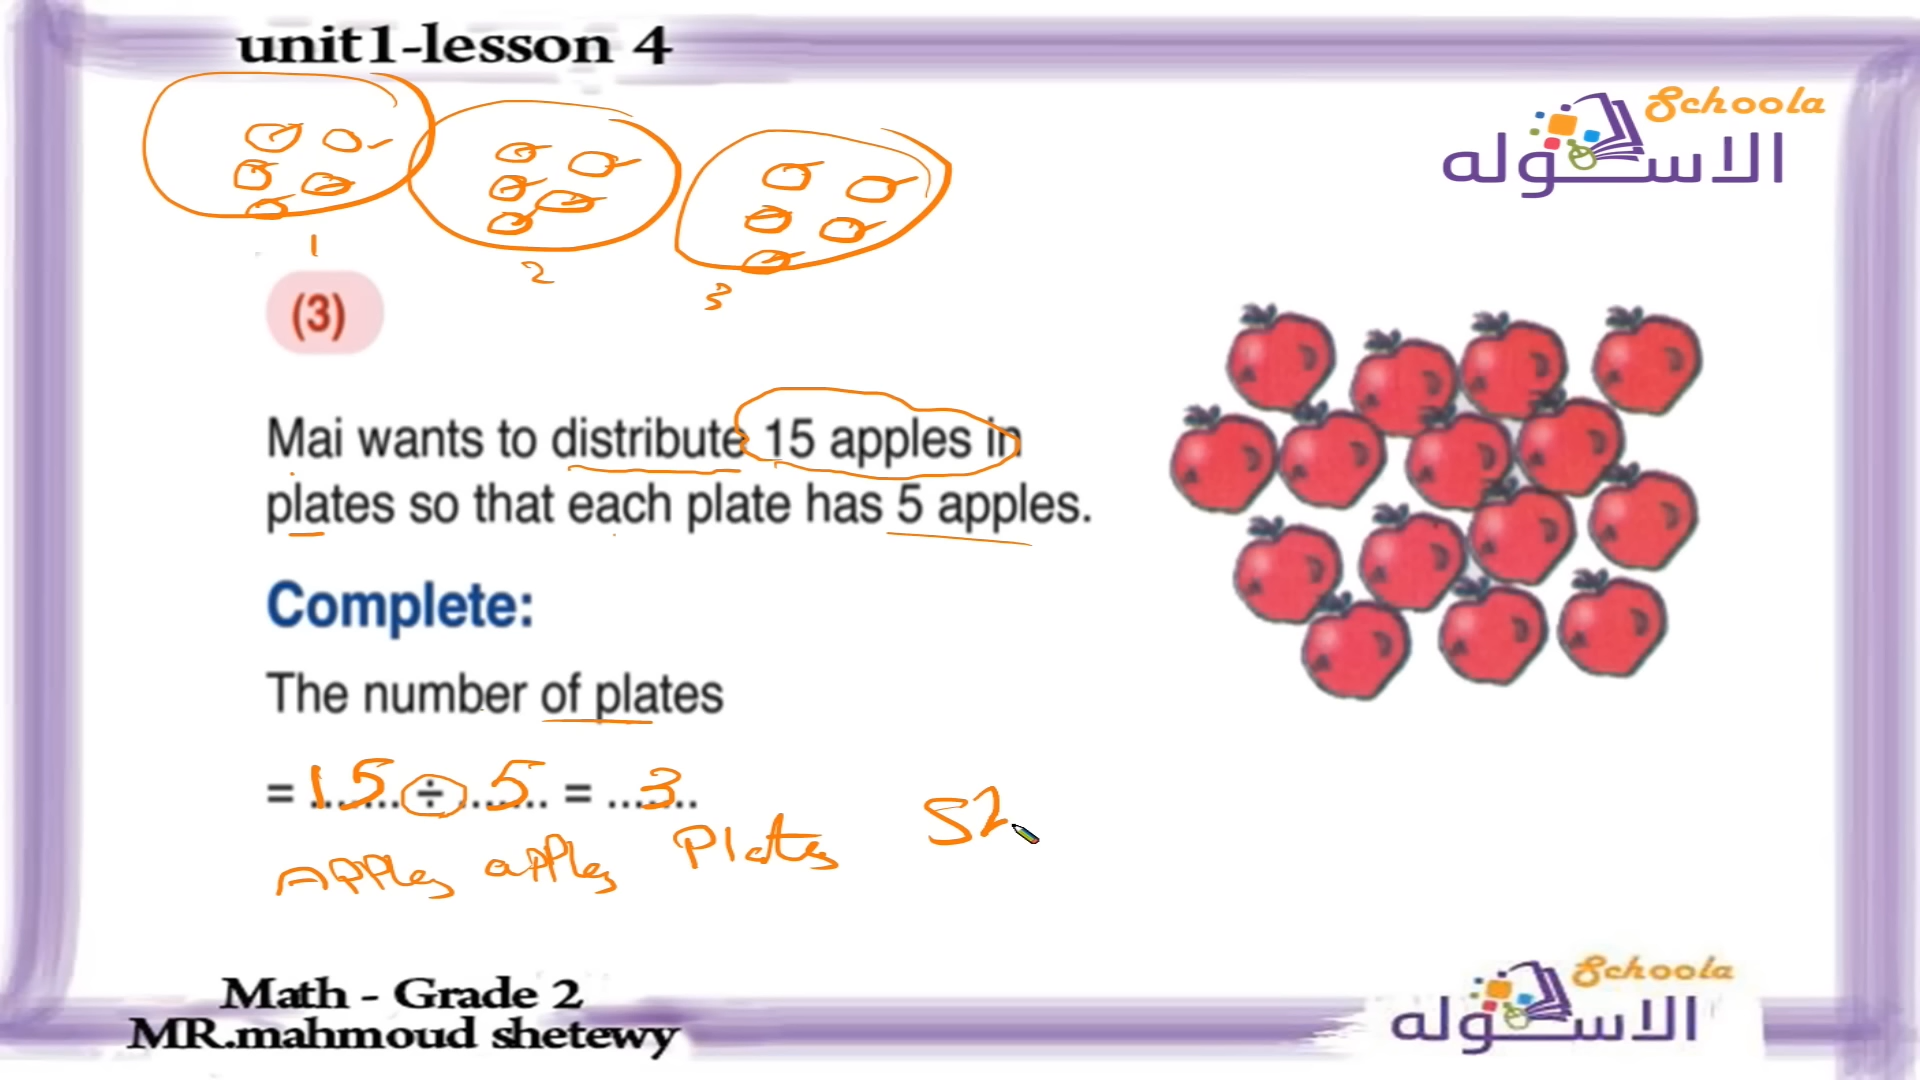 unit1-lesson 4
Schoola
الاسكوله
1
2
3
(3)
Mai wants to distribute 15 apples in
plates so that each plate has 5 apples.
Complete:
The number of plates
= 15 ÷ 5 = 3
Apples apples Plates
Math - Grade 2
MR.mahmoud shetewy
Schoola
الاسكوله